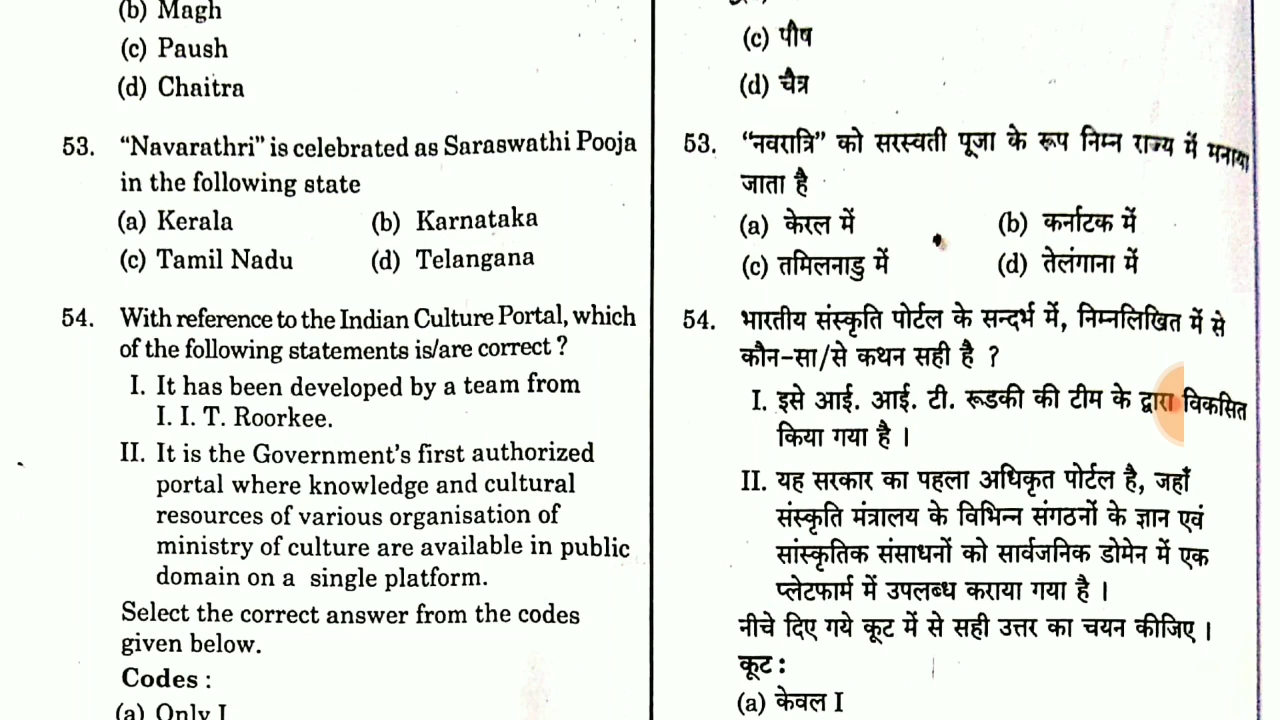 (b) Magh
(c) Paush
(d) Chaitra
53. “Navarathri” is celebrated as Saraswathi Pooja
in the following state
(a) Kerala (b) Karnataka
(c) Tamil Nadu (d) Telangana
54. With reference to the Indian Culture Portal, which
of the following statements is/are correct ?
I. It has been developed by a team from
I. I. T. Roorkee.
II. It is the Government’s first authorized
portal where knowledge and cultural
resources of various organisation of
ministry of culture are available in public
domain on a single platform.
Select the correct answer from the codes
given below.
Codes :
(a) Only I
(c) पौष
(d) चैत्र
53. “नवरात्रि” को सरस्वती पूजा के रूप निम्न राज्य में मनाया
जाता है
(a) केरल में (b) कर्नाटक में
(c) तमिलनाडु में (d) तेलंगाना में
54. भारतीय संस्कृति पोर्टल के सन्दर्भ में, निम्नलिखित में से
कौन-सा/से कथन सही है ?
I. इसे आई. आई. टी. रूडकी की टीम के द्वारा विकसित
किया गया है ।
II. यह सरकार का पहला अधिकृत पोर्टल है, जहाँ
संस्कृति मंत्रालय के विभिन्न संगठनों के ज्ञान एवं
सांस्कृतिक संसाधनों को सार्वजनिक डोमेन में एक
प्लेटफार्म में उपलब्ध कराया गया है ।
नीचे दिए गये कूट में से सही उत्तर का चयन कीजिए ।
कूट :
(a) केवल I